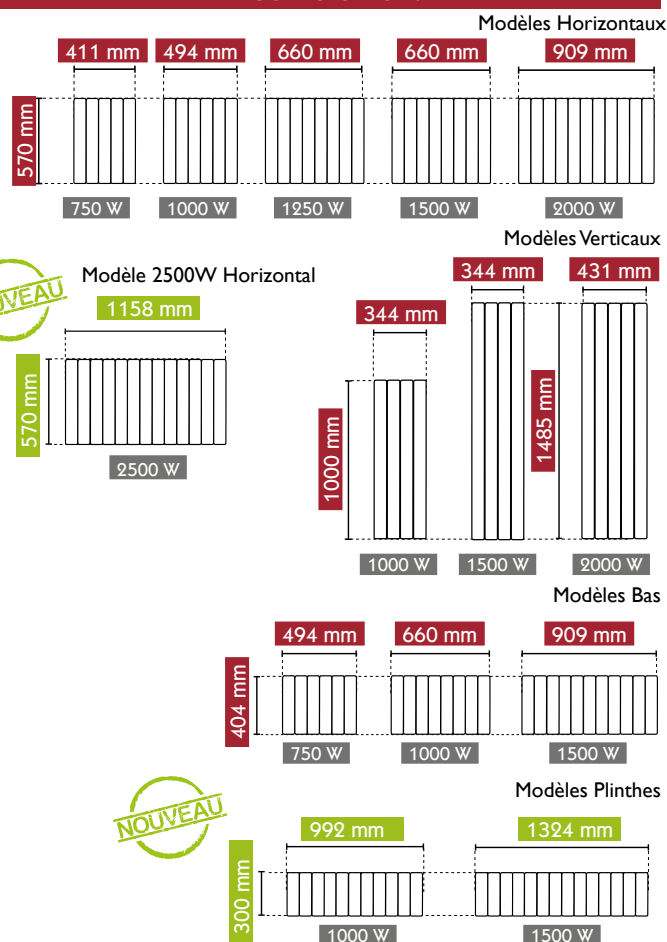 Modèles Horizontaux
411 mm 494 mm 660 mm 660 mm 909 mm
570 mm
750 W 1000 W 1250 W 1500 W 2000 W
Modèles Verticaux
344 mm 431 mm
344 mm
1000 mm
1485 mm
1000 W 1500 W 2000 W
Modèle 2500W Horizontal
1158 mm
570 mm
2500 W
Modèles Bas
494 mm 660 mm 909 mm
404 mm
750 W 1000 W 1500 W
NOUVEAU
Modèles Plinthes
992 mm 1324 mm
300 mm
1000 W 1500 W